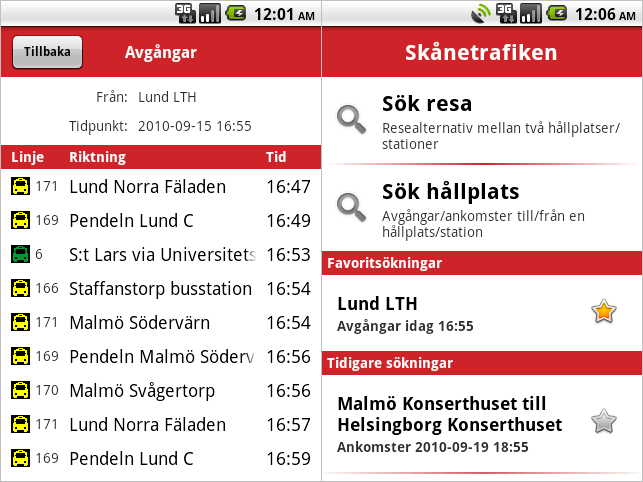 3G 12:01 AM
Tillbaka Avgångar
Från: Lund LTH
Tidpunkt: 2010-09-15 16:55
Linje Riktning Tid
171 Lund Norra Fäladen 16:47
169 Pendeln Lund C 16:49
6 S:t Lars via Universitets 16:53
166 Staffanstorp busstation 16:54
171 Malmö Södervärn 16:54
169 Pendeln Malmö Söderv 16:56
170 Malmö Svågertorp 16:56
171 Lund Norra Fäladen 16:57
169 Pendeln Lund C 16:59
3G 12:06 AM
Skånetrafiken
Sök resa
Resealternativ mellan två hållplatser/
stationer
Sök hållplats
Avgångar/ankomster till/från en
hållplats/station
Favoritsökningar
Lund LTH
Avgångar idag 16:55
Tidigare sökningar
Malmö Konserthuset till
Helsingborg Konserthuset
Ankomster 2010-09-19 18:55